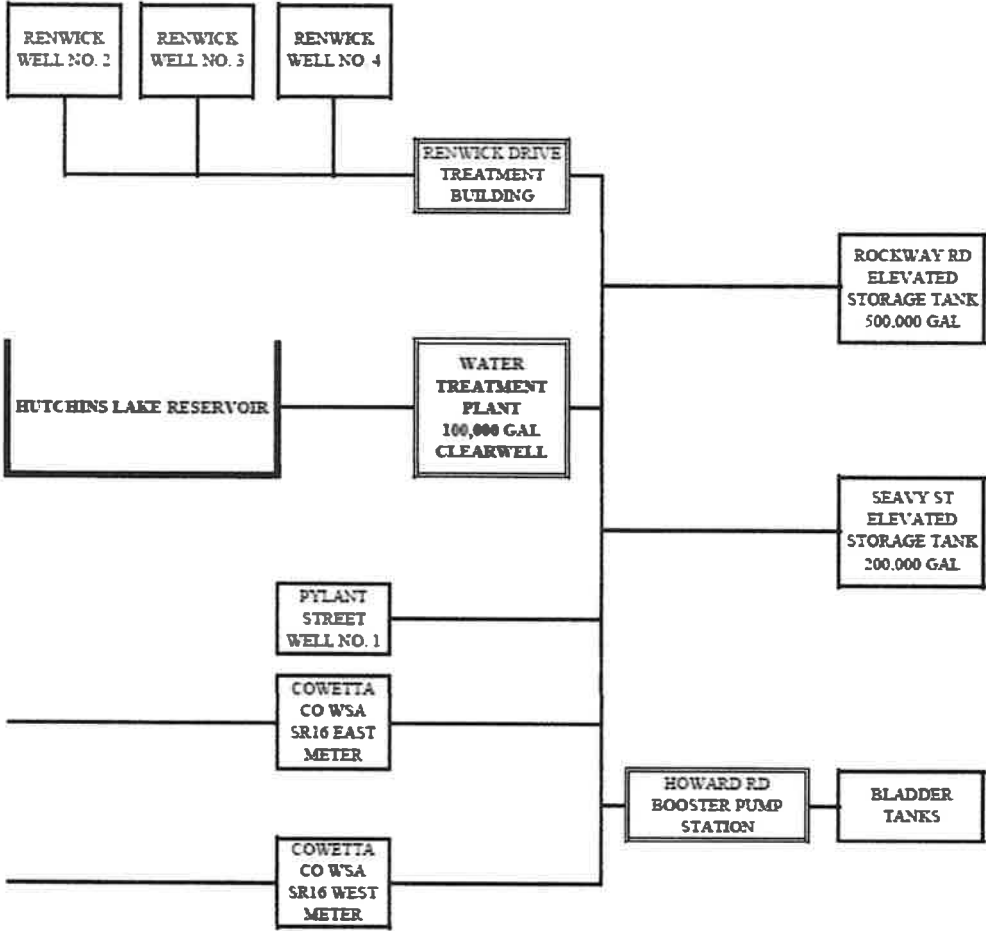 RENWICK
WELL NO. 2
RENWICK
WELL NO. 3
RENWICK
WELL NO. 4
RENWICK DRIVE
TREATMENT
BUILDING
ROCKWAY RD
ELEVATED
STORAGE TANK
500,000 GAL
HUTCHINS LAKE RESERVOIR
WATER
TREATMENT
PLANT
100,000 GAL
CLEARWELL
SEAVY ST
ELEVATED
STORAGE TANK
200,000 GAL
PYLANT
STREET
WELL NO. 1
COWETTA
CO WSA
SR16 EAST
METER
HOWARD RD
BOOSTER PUMP
STATION
BLADDER
TANKS
COWETTA
CO WSA
SR16 WEST
METER